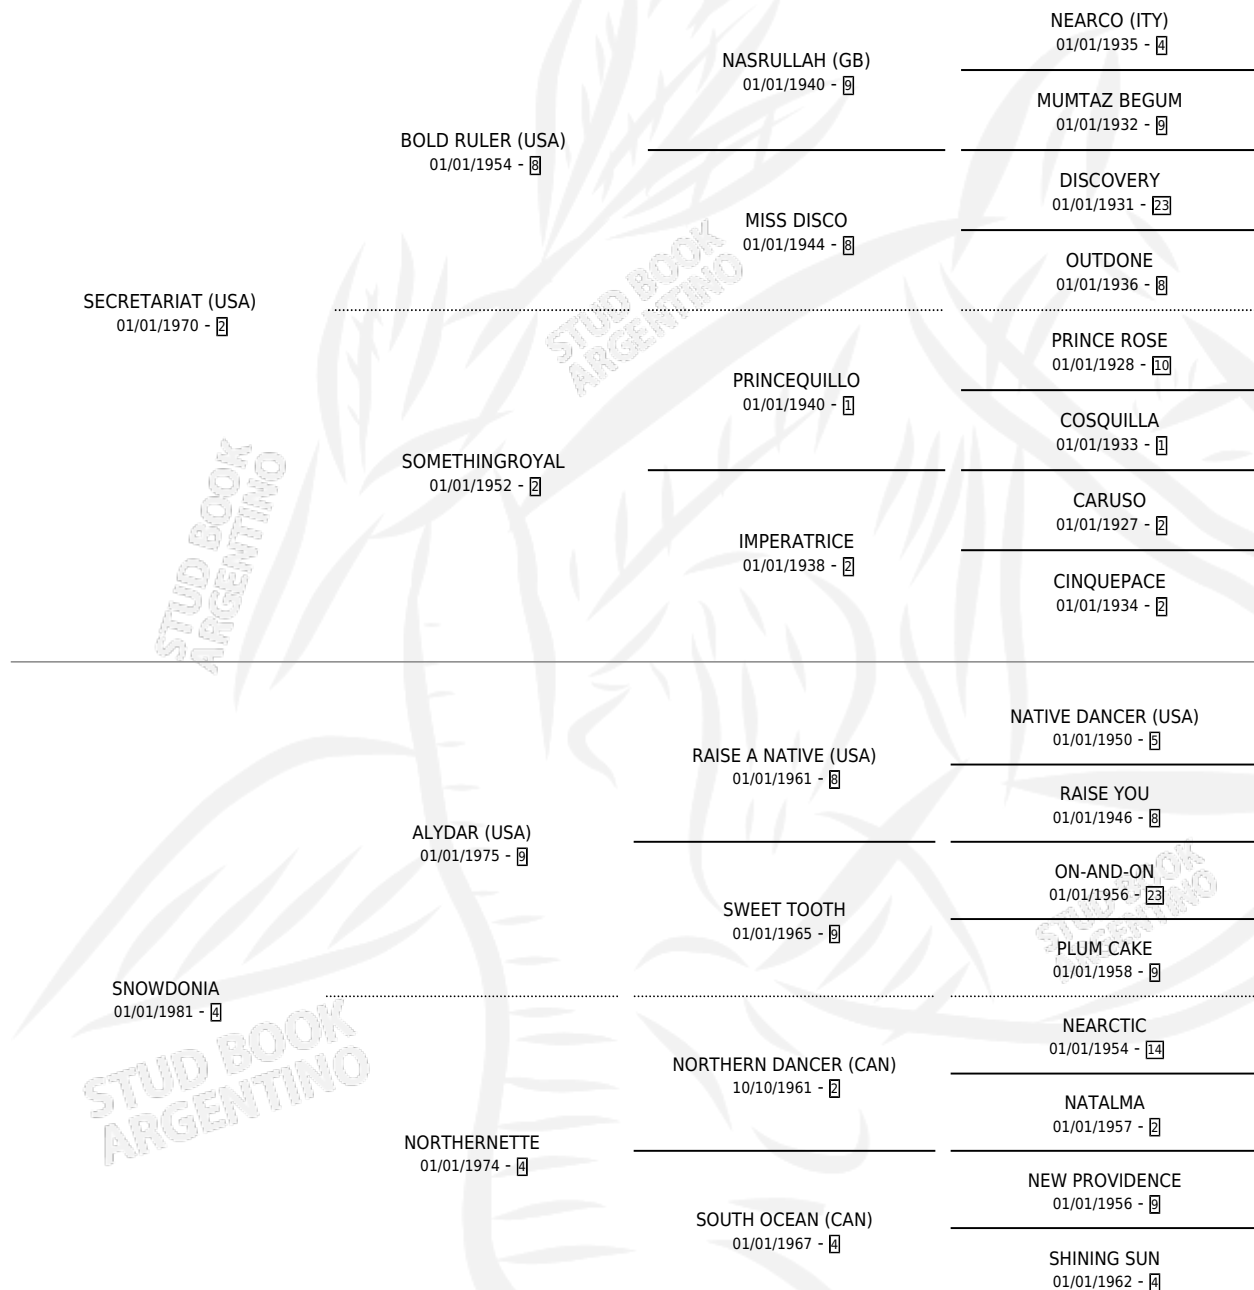 NEARCO (ITY)
01/01/1935 - 4
NASRULLAH (GB)
01/01/1940 - 9
MUMTAZ BEGUM
01/01/1932 - 9
BOLD RULER (USA)
01/01/1954 - 8
DISCOVERY
01/01/1931 - 23
MISS DISCO
01/01/1944 - 8
OUTDONE
01/01/1936 - 8
SECRETARIAT (USA)
01/01/1970 - 2
PRINCE ROSE
01/01/1928 - 10
PRINCEQUILLO
01/01/1940 - 1
COSQUILLA
01/01/1933 - 1
SOMETHINGROYAL
01/01/1952 - 2
CARUSO
01/01/1927 - 2
IMPERATRICE
01/01/1938 - 2
CINQUEPACE
01/01/1934 - 2
NATIVE DANCER (USA)
01/01/1950 - 5
RAISE A NATIVE (USA)
01/01/1961 - 8
RAISE YOU
01/01/1946 - 8
ALYDAR (USA)
01/01/1975 - 9
ON-AND-ON
01/01/1956 - 23
SWEET TOOTH
01/01/1965 - 9
PLUM CAKE
01/01/1958 - 9
SNOWDONIA
01/01/1981 - 4
NEARCTIC
01/01/1954 - 14
NORTHERN DANCER (CAN)
10/10/1961 - 2
NATALMA
01/01/1957 - 2
NORTHERNETTE
01/01/1974 - 4
NEW PROVIDENCE
01/01/1956 - 9
SOUTH OCEAN (CAN)
01/01/1967 - 4
SHINING SUN
01/01/1962 - 4
STUD BOOK
ARGENTINO
STUD BOOK
ARGENTINO
STUD BOOK
ARGENTINO
STUD BOOK
ARGENTINO